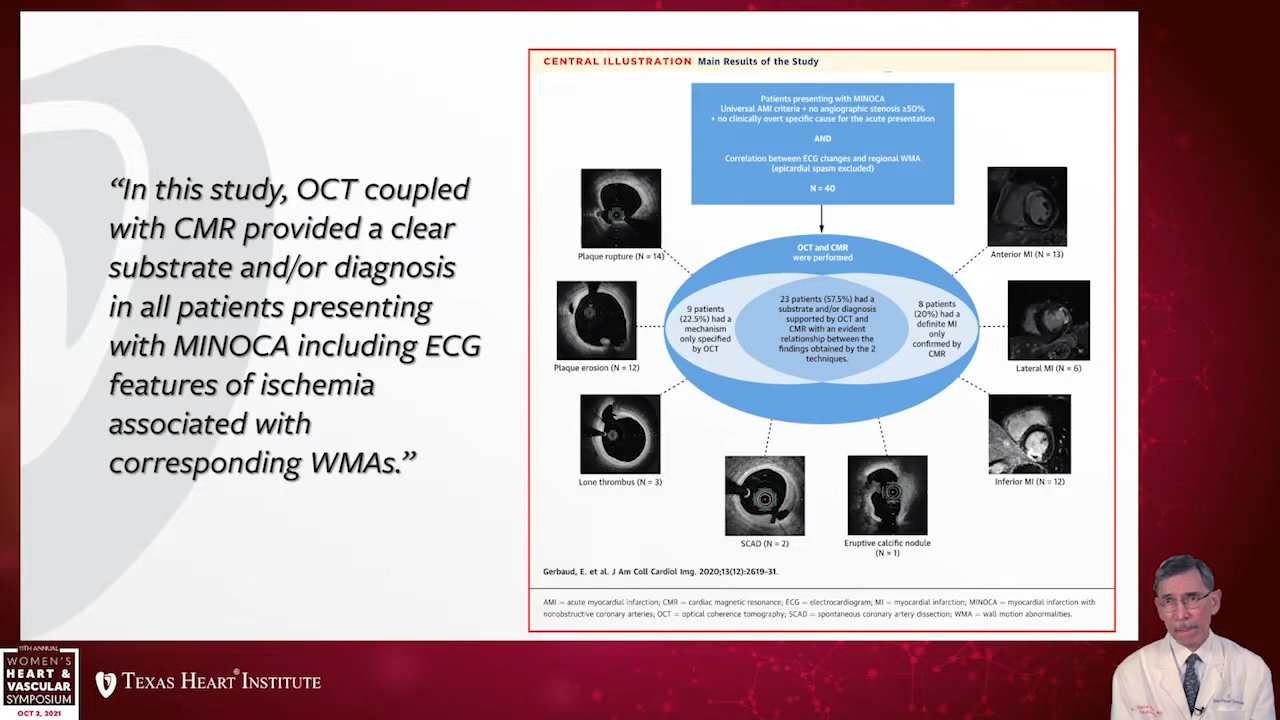 “In this study, OCT coupled
with CMR provided a clear
substrate and/or diagnosis
in all patients presenting
with MINOCA including ECG
features of ischemia
associated with
corresponding WMAs.”
CENTRAL ILLUSTRATION Main Results of the Study
Patients presenting with MINOCA
Universal AMI criteria + no angiographic stenosis ≥50%
+ no clinically overt specific cause for the acute presentation
AND
Correlation between ECG changes and regional WMA
(epicardial spasm excluded)
N = 40
OCT and CMR
were performed
9 patients
(22.5%) had a
mechanism
only specified
by OCT
23 patients (57.5%) had a
substrate and/or diagnosis
supported by OCT and
CMR with an evident
relationship between the
findings obtained by the 2
techniques.
8 patients
(20%) had a
definite MI
only
confirmed by
CMR
Plaque rupture (N = 14)
Plaque erosion (N = 12)
Lone thrombus (N = 3)
SCAD (N = 2)
Eruptive calcific nodule
(N = 1)
Anterior MI (N = 13)
Lateral MI (N = 6)
Inferior MI (N = 12)
Gerbaud, E. et al. J Am Coll Cardiol Img. 2020;13(12):2619–31.
AMI = acute myocardial infarction; CMR = cardiac magnetic resonance; ECG = electrocardiogram; MI = myocardial infarction; MINOCA = myocardial infarction with
nonobstructive coronary arteries; OCT = optical coherence tomography; SCAD = spontaneous coronary artery dissection; WMA = wall motion abnormalities.
11TH ANNUAL
WOMEN'S
HEART &
VASCULAR
SYMPOSIUM
OCT 2, 2021
TEXAS HEART® INSTITUTE